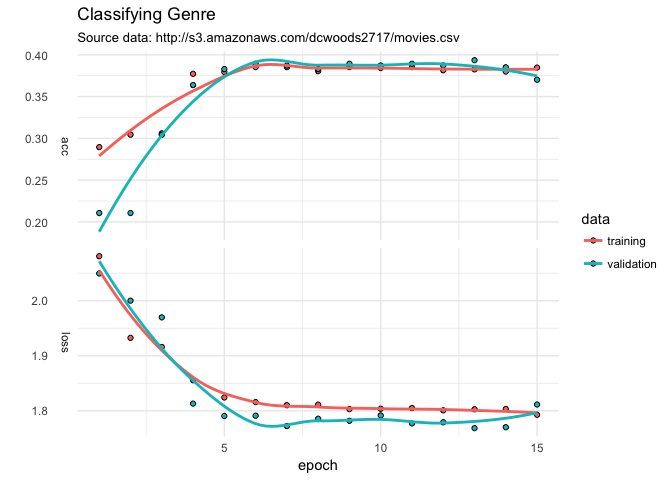 Classifying Genre
Source data: http://s3.amazonaws.com/dcwoods2717/movies.csv
0.40
0.35
0.30
0.25
0.20
acc
2.0
1.9
1.8
loss
5
10
15
epoch
data
training
validation